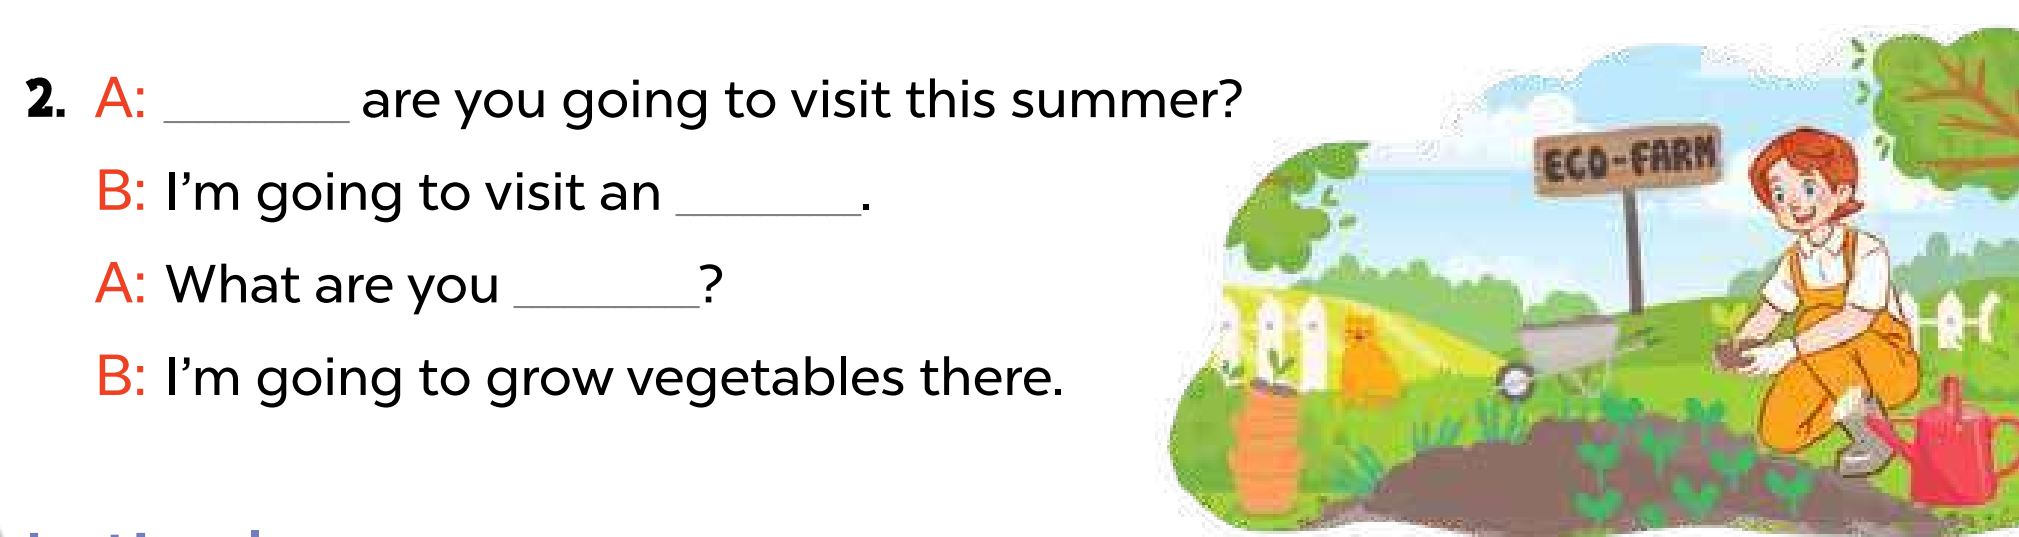 2. A: ________ are you going to visit this summer?
B: I'm going to visit an ________.
A: What are you ________?
B: I'm going to grow vegetables there.
ECO-FARM